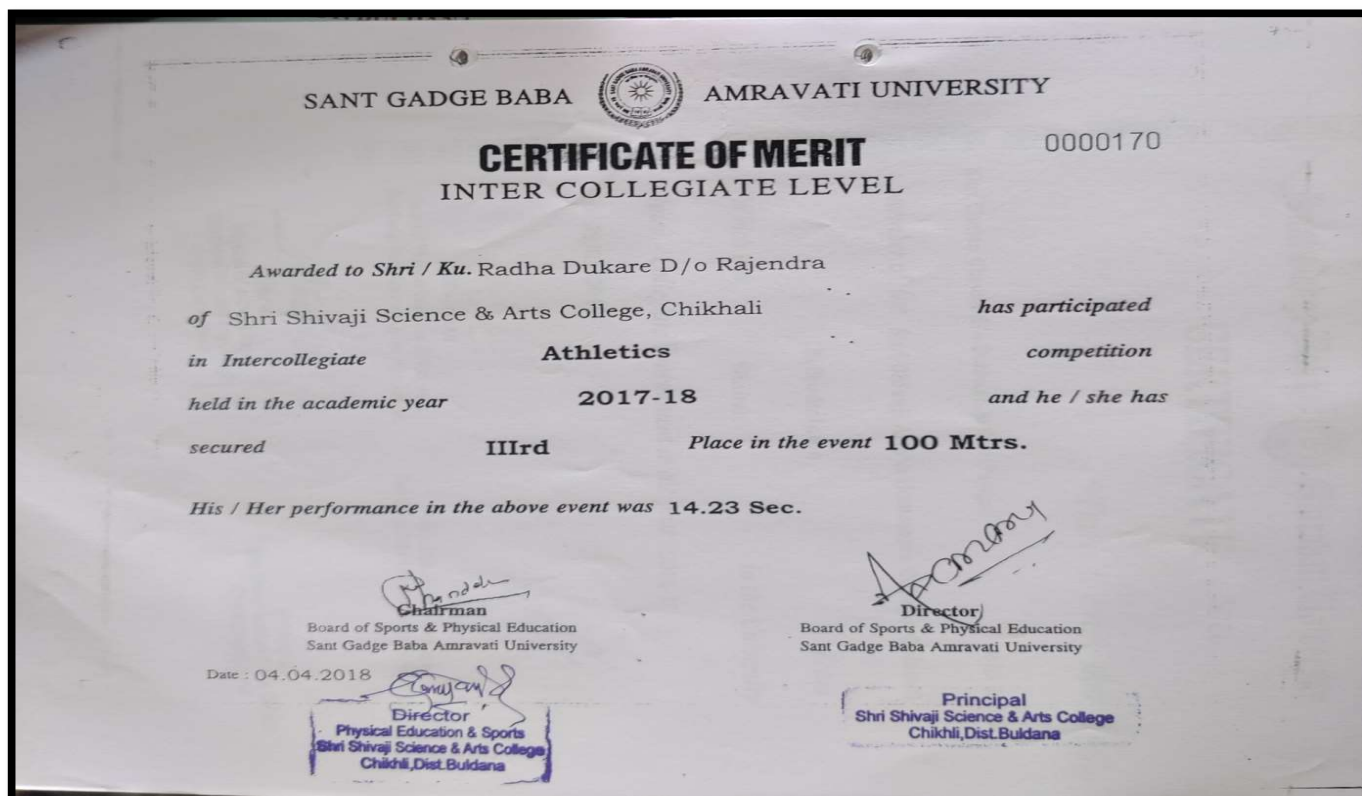 SANT GADGE BABA AMRAVATI UNIVERSITY
CERTIFICATE OF MERIT
0000170
INTER COLLEGIATE LEVEL
Awarded to Shri / Ku. Radha Dukare D/o Rajendra
of Shri Shivaji Science & Arts College, Chikhali has participated
in Intercollegiate Athletics competition
held in the academic year 2017-18 and he / she has
secured IIIrd Place in the event 100 Mtrs.
His / Her performance in the above event was 14.23 Sec.
Chairman
Board of Sports & Physical Education
Sant Gadge Baba Amravati University
Director
Board of Sports & Physical Education
Sant Gadge Baba Amravati University
Date : 04.04.2018
Director
Physical Education & Sports
Shri Shivaji Science & Arts College
Chikhli,Dist.Buldana
Principal
Shri Shivaji Science & Arts College
Chikhli,Dist.Buldana